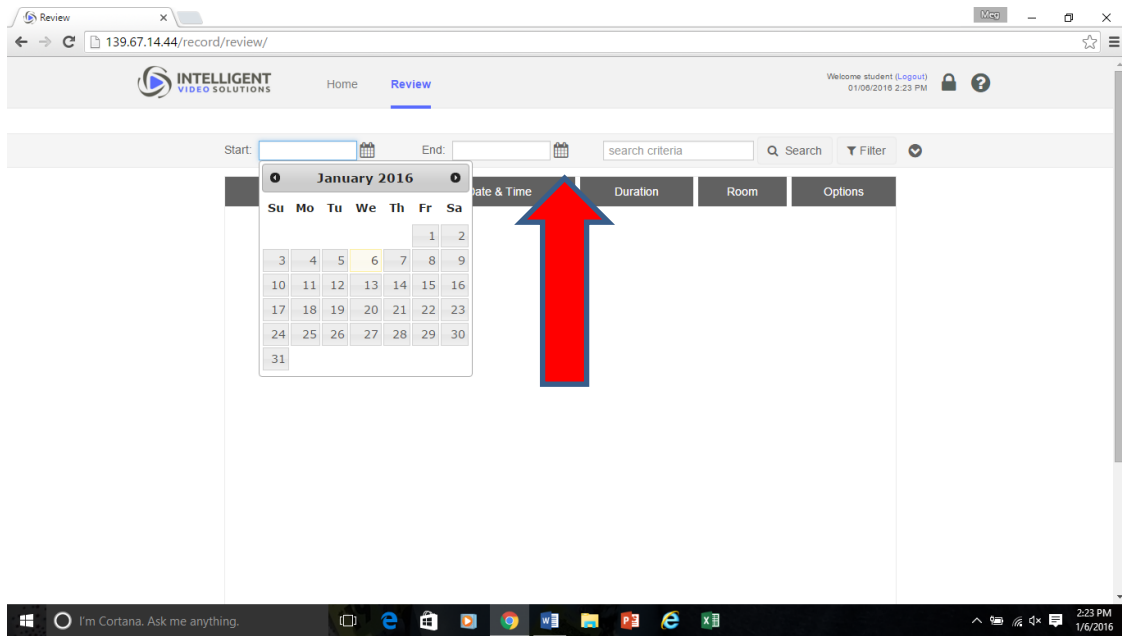 Review
Meg
139.67.14.44/record/review/
INTELLIGENT
VIDEO SOLUTIONS
Home
Review
Welcome student (Logout)
01/06/2016 2:23 PM
Start:
End:
search criteria
Search
Filter
January 2016
Date & Time
Duration
Room
Options
Su Mo Tu We Th Fr Sa
1 2
3 4 5 6 7 8 9
10 11 12 13 14 15 16
17 18 19 20 21 22 23
24 25 26 27 28 29 30
31
I'm Cortana. Ask me anything.
2:23 PM
1/6/2016